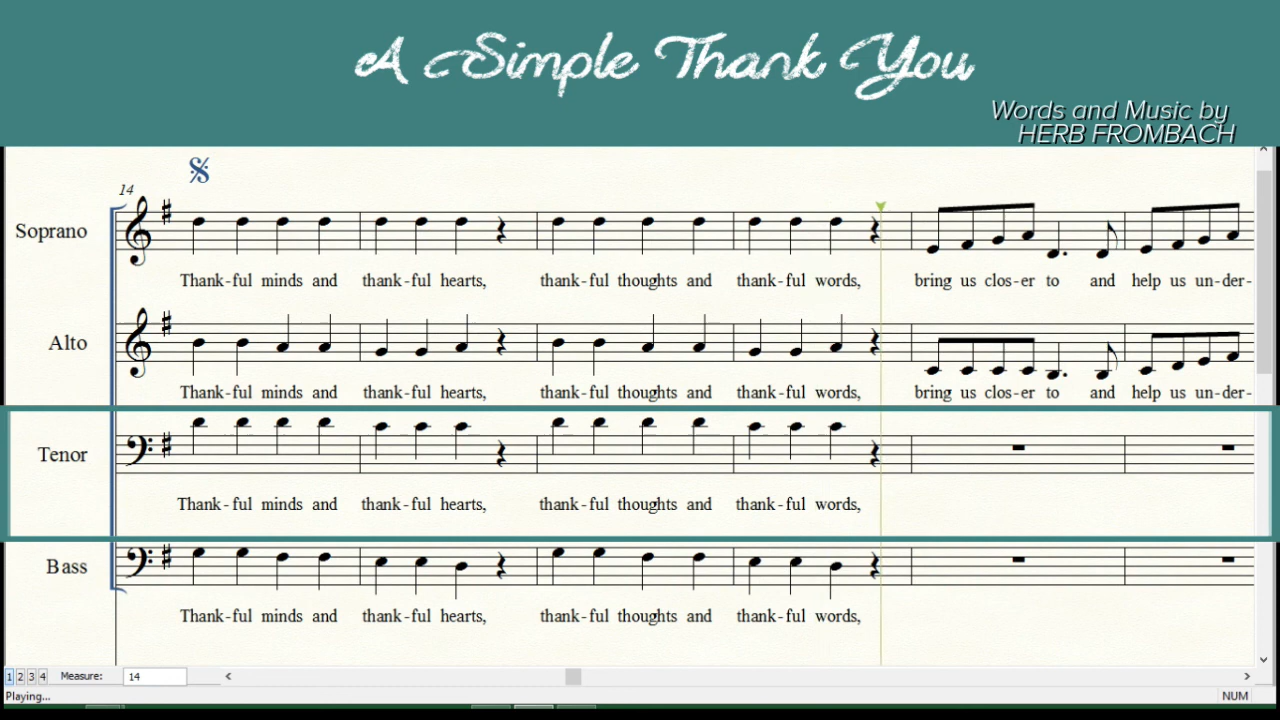 A Simple Thank You
Words and Music by
HERB FROMBACH
14
Soprano
Thank-ful minds and thank-ful hearts, thank-ful thoughts and thank-ful words, bring us clos-er to and help us un-der-
Alto
Thank-ful minds and thank-ful hearts, thank-ful thoughts and thank-ful words, bring us clos-er to and help us un-der-
Tenor
Thank-ful minds and thank-ful hearts, thank-ful thoughts and thank-ful words,
Bass
Thank-ful minds and thank-ful hearts, thank-ful thoughts and thank-ful words,
1 2 3 4 Measure: 14
Playing... NUM